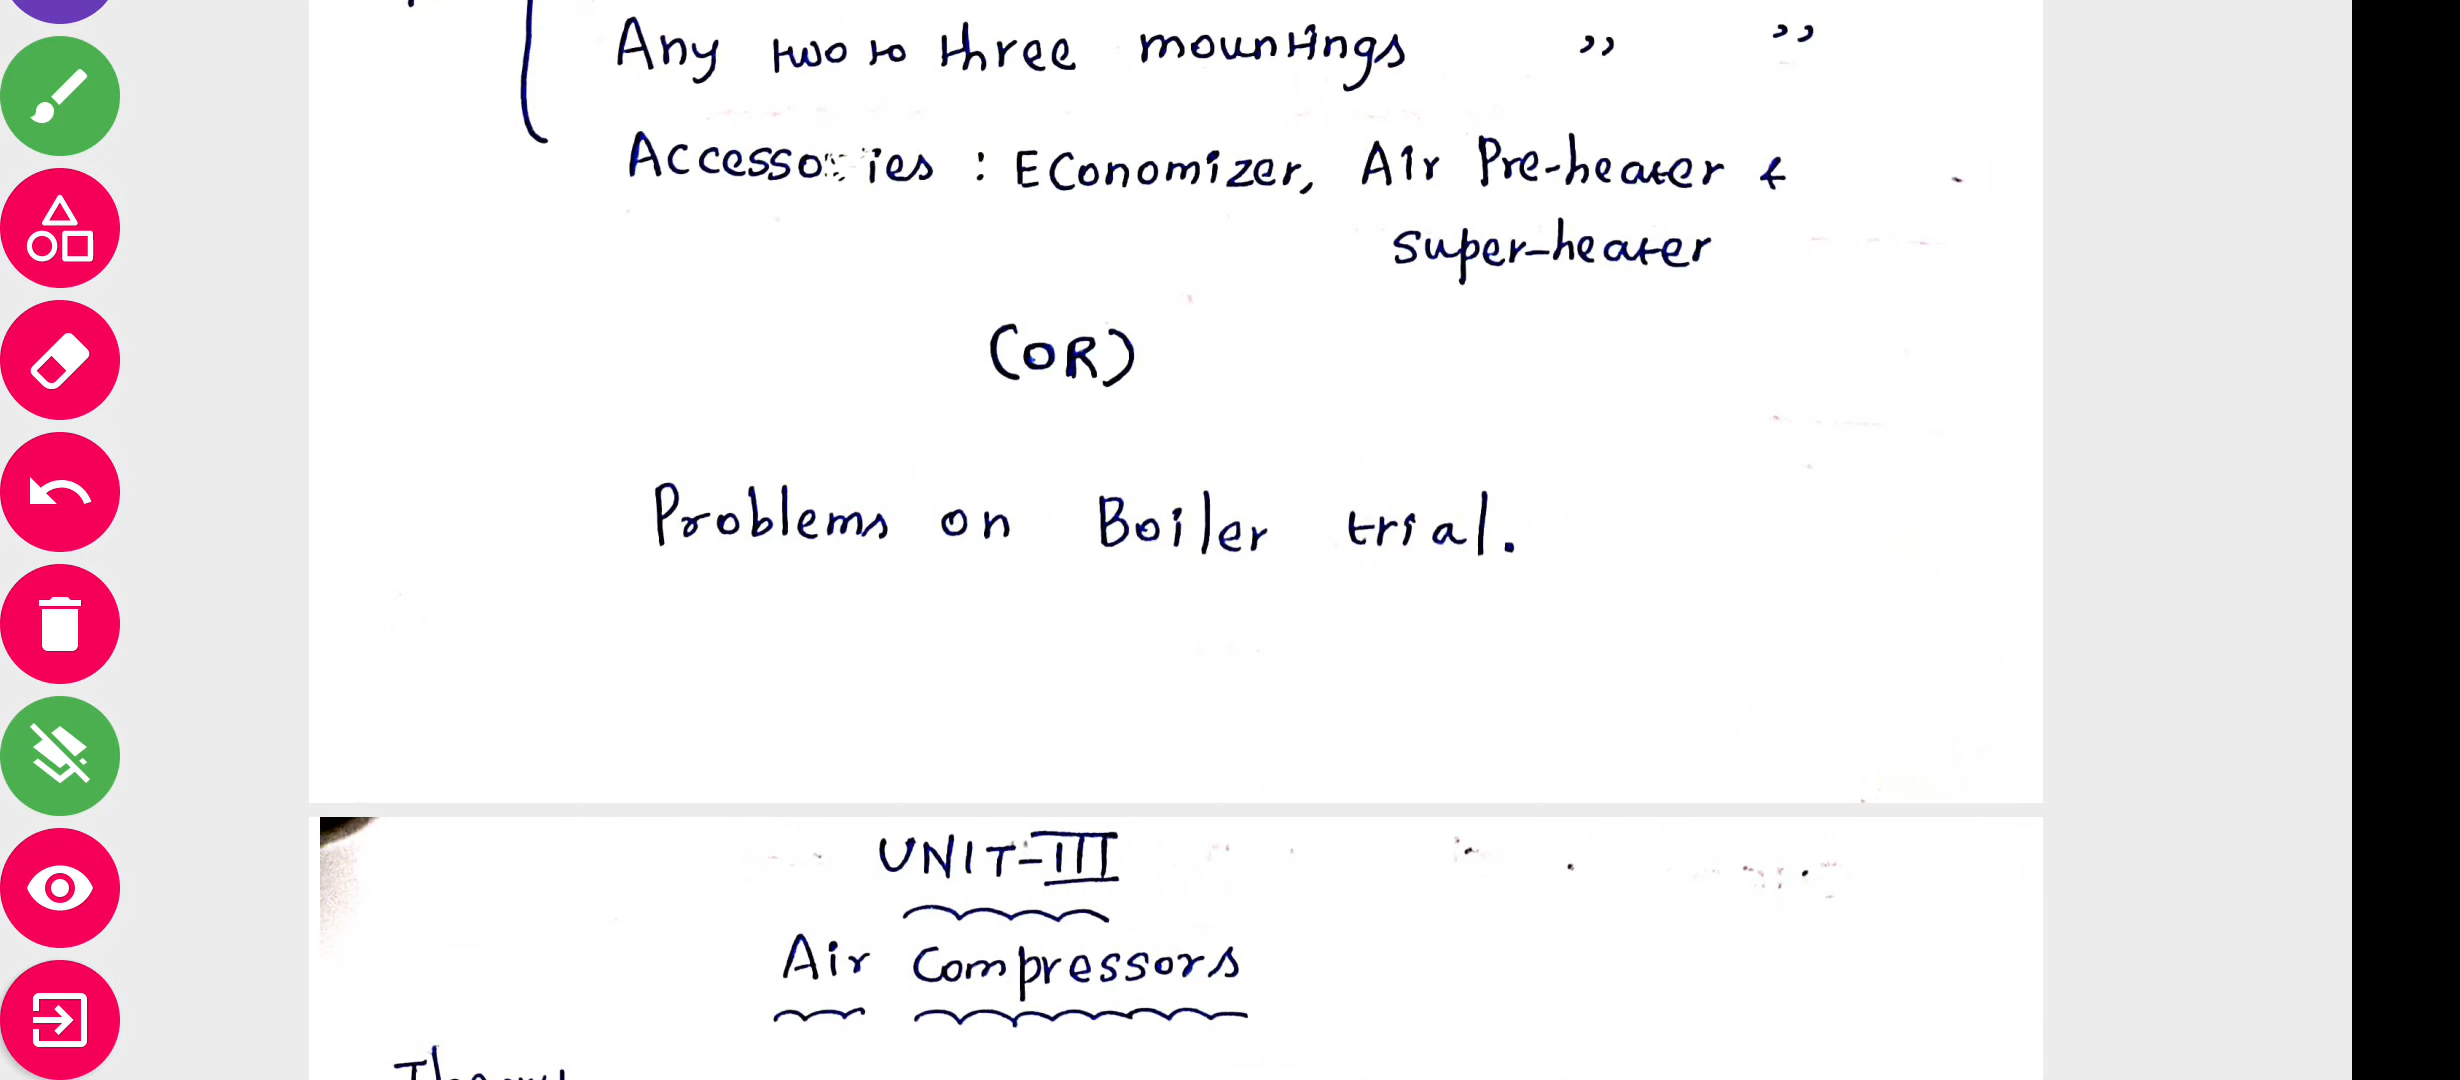 Any two to three mountings ,, ,,
Accessories : Economizer, Air Pre-heater &
super-heater
(OR)
Problems on Boiler trial.
UNIT-III
Air Compressors